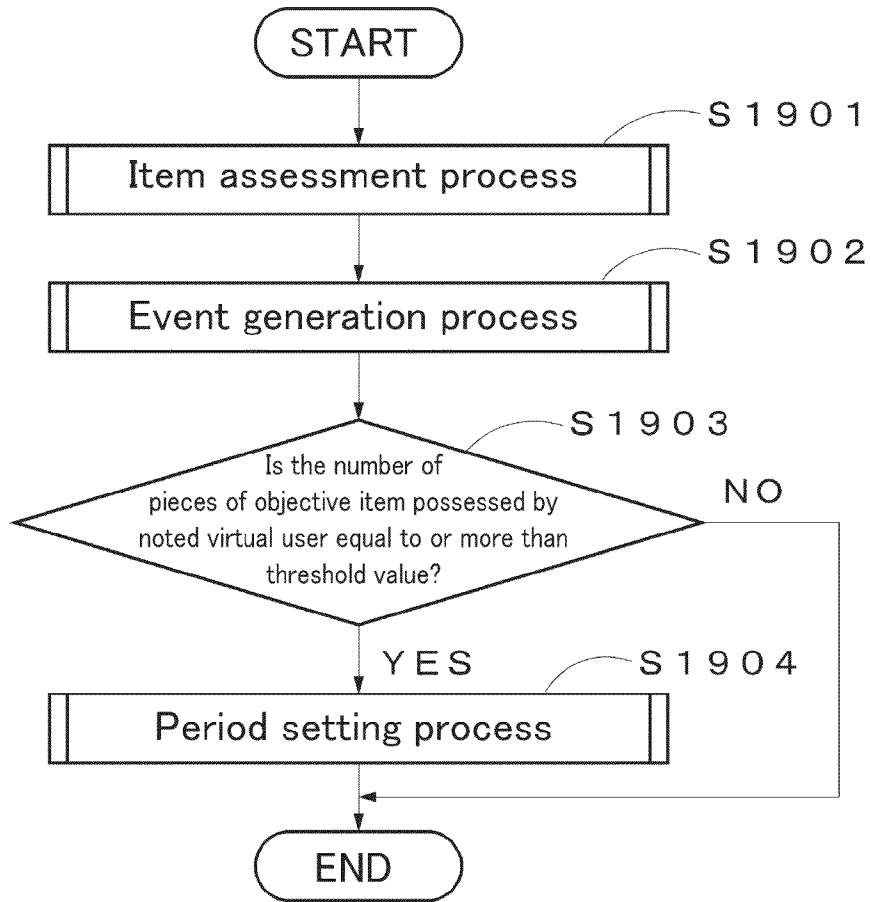 START
S1901
Item assessment process
S1902
Event generation process
S1903
Is the number of
pieces of objective item possessed by
noted virtual user equal to or more than
threshold value?
NO
YES
S1904
Period setting process
END